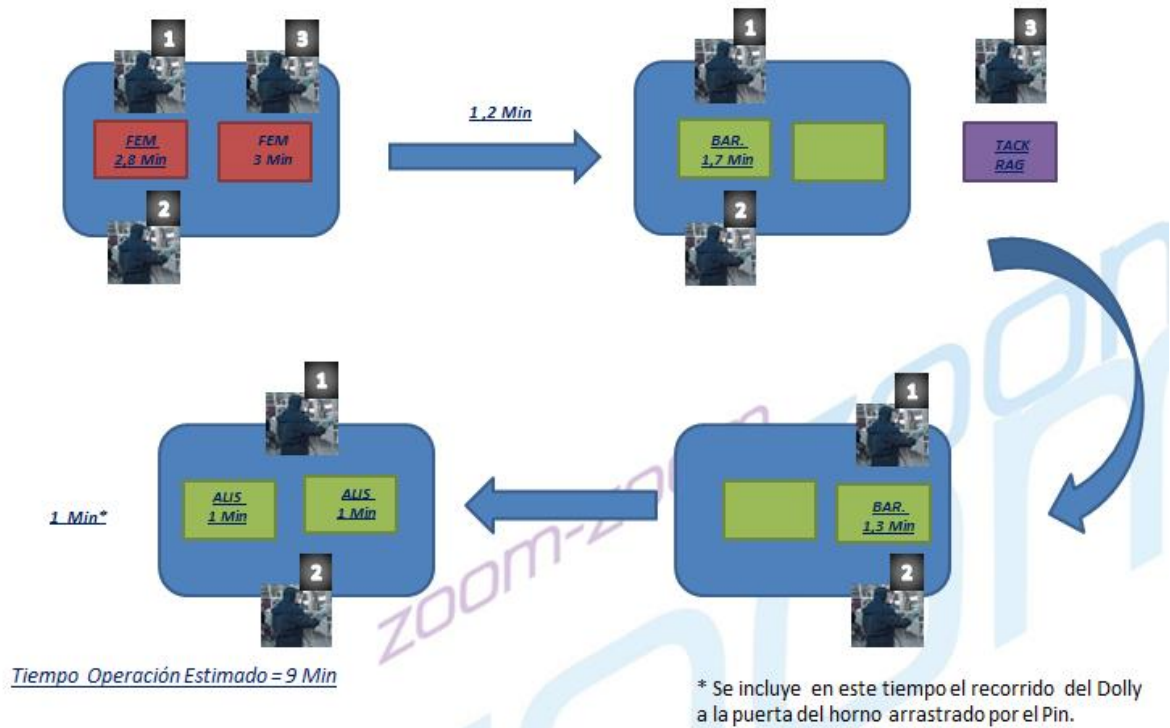 1
3
1
3
FEM
2,8 Min
FEM
3 Min
1 ,2 Min
BAR.
1,7 Min
TACK
RAG
2
2
1
1
ALIS
1 Min
ALIS
1 Min
1 Min*
BAR.
1,3 Min
2
2
zoom-zoom
zoom
Tiempo Operación Estimado = 9 Min
* Se incluye en este tiempo el recorrido del Dolly
a la puerta del horno arrastrado por el Pin.